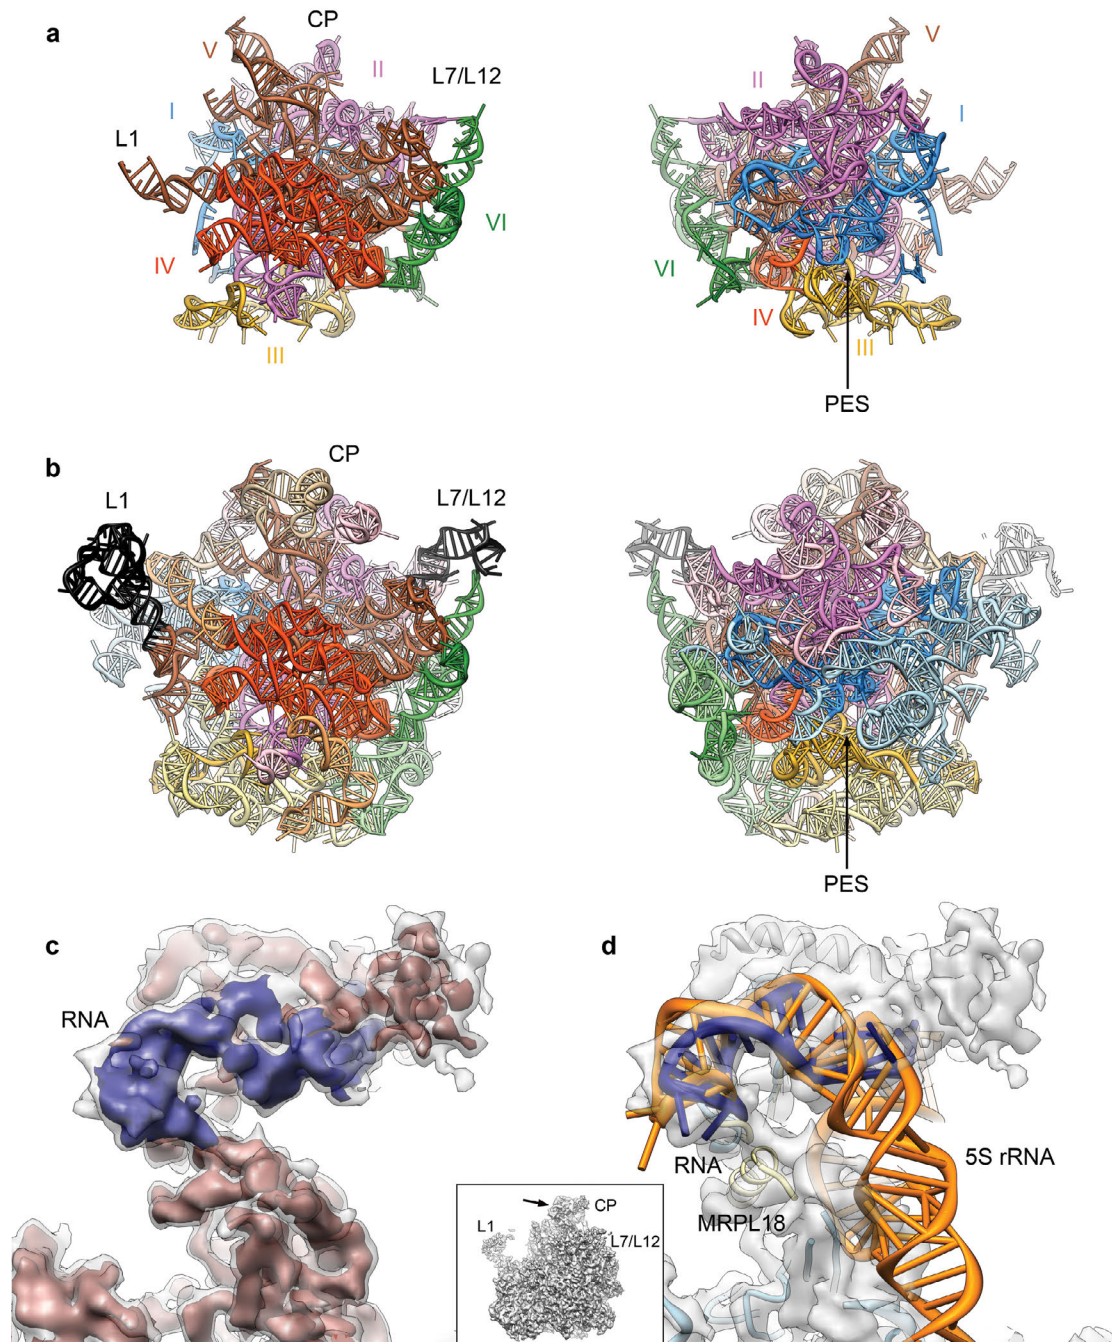 a
CP
V
II
L7/L12
I
L1
VI
IV
III
V
II
I
VI
IV
III
PES
b
CP
L1
L7/L12
PES
c
RNA
d
5S rRNA
RNA
MRPL18
CP
L1
L7/L12